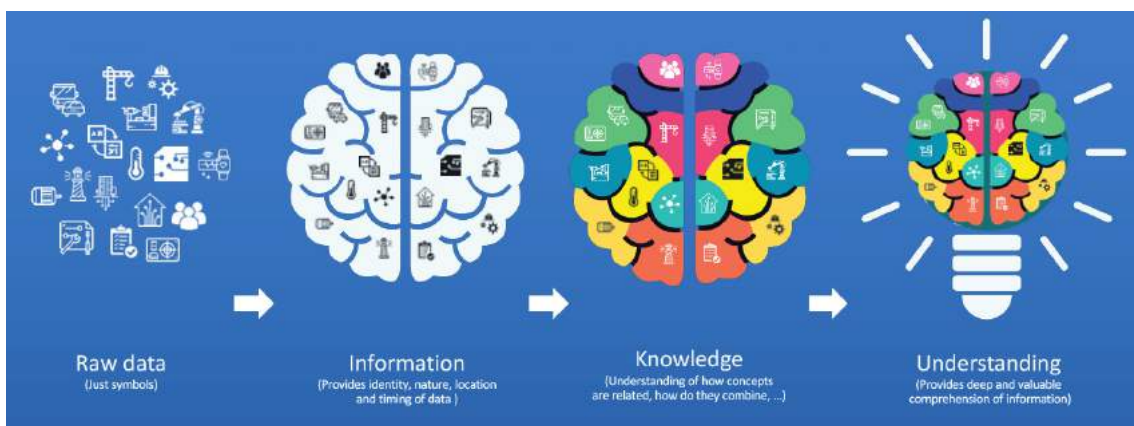 Raw data
(Just symbols)
Information
(Provides identity, nature, location
and timing of data )
Knowledge
(Understanding of how concepts
are related, how do they combine, ...)
Understanding
(Provides deep and valuable
comprehension of information)